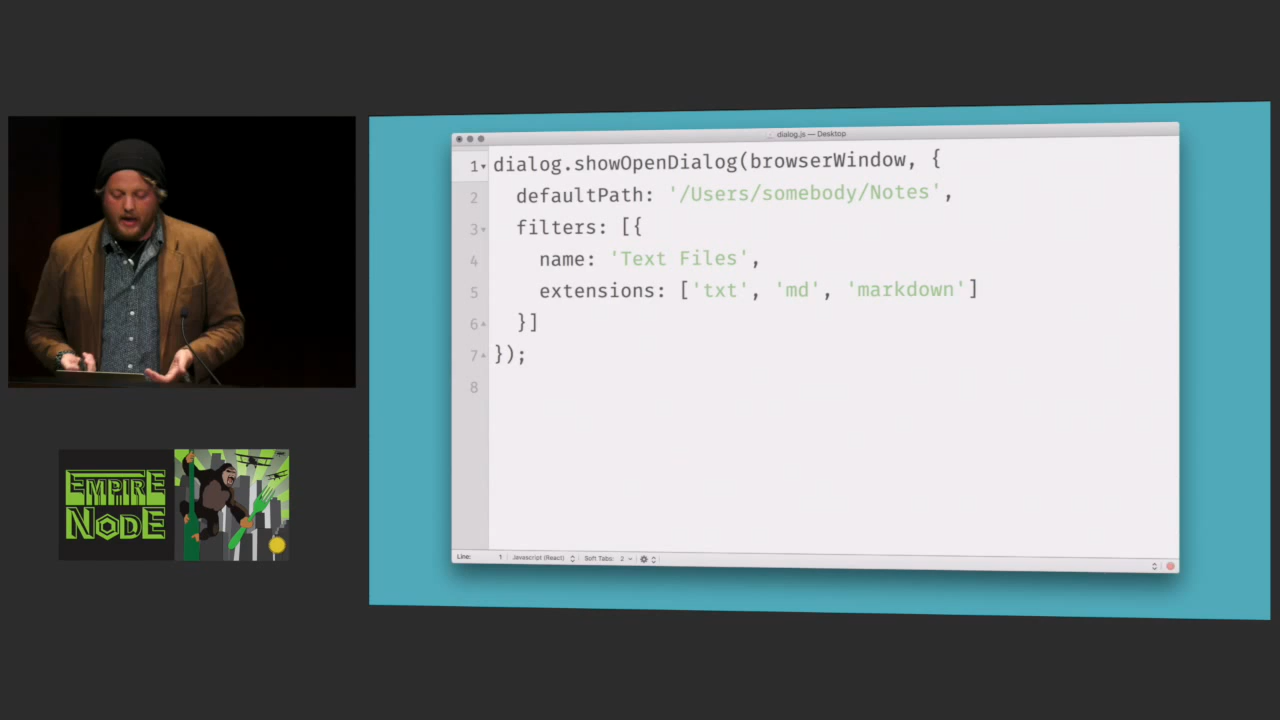 dialog.js — Desktop
1 dialog.showOpenDialog(browserWindow, {
2 defaultPath: '/Users/somebody/Notes',
3 filters: [{
4 name: 'Text Files',
5 extensions: ['txt', 'md', 'markdown']
6 }]
7 });
8
Line: 1 Javascript (React) Soft Tabs: 2
EMPIRE
NODE